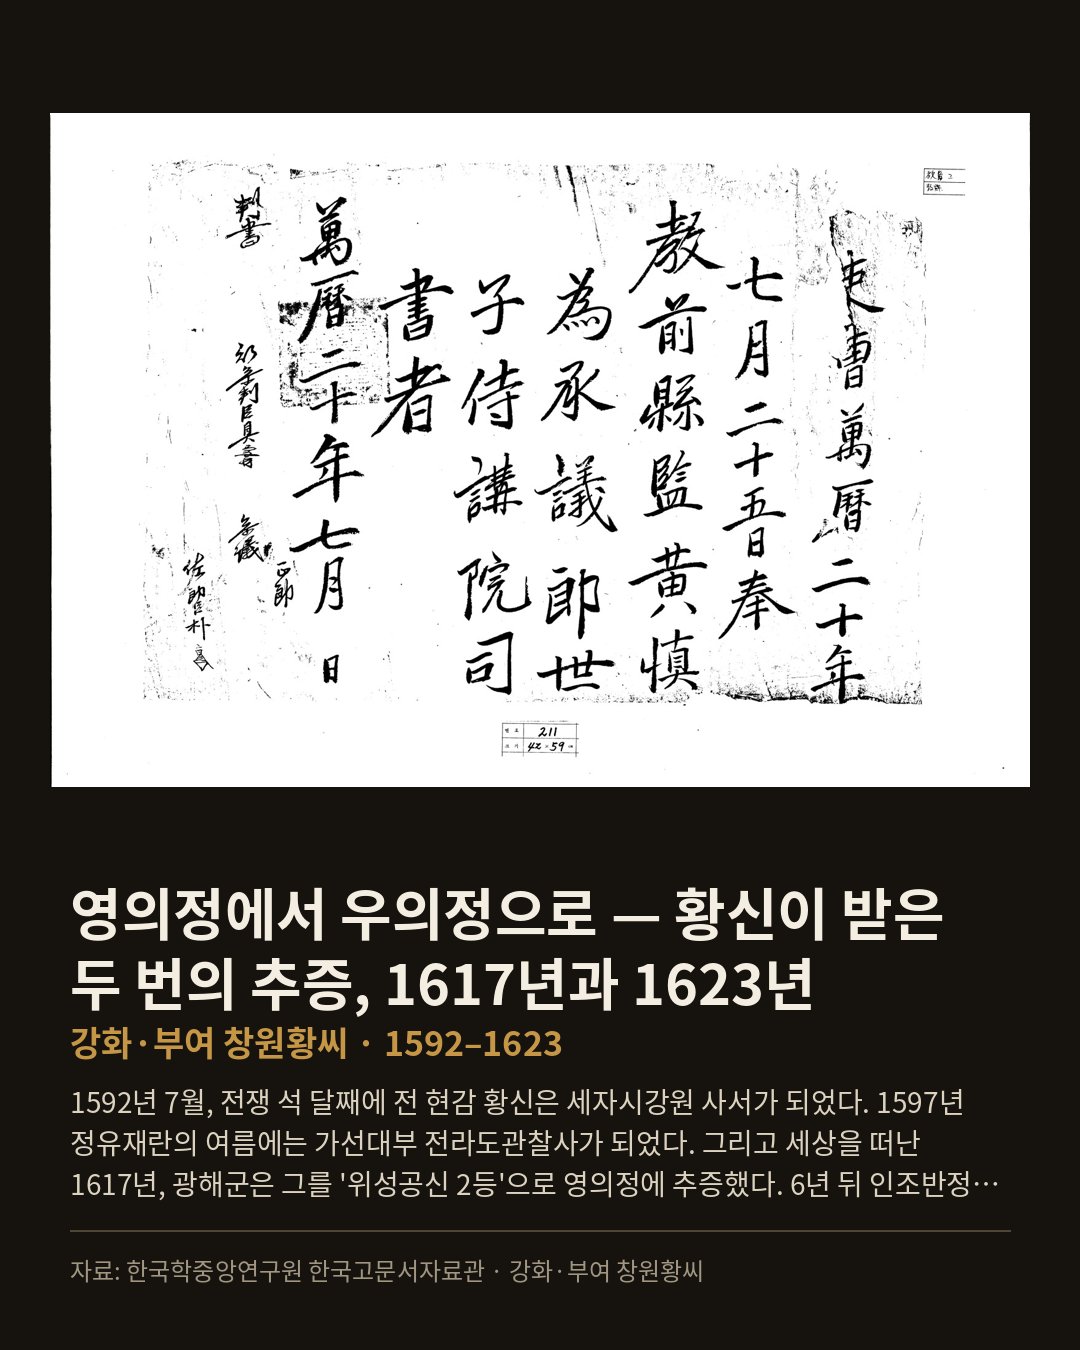 吏曹萬曆二十年
七月二十五日奉
敎前縣監黃愼
為承議郎世
子侍講院司
書者
萬曆二十年七月 日
判書
正郎
佐郎臣朴
211
42×59
영의정에서 우의정으로 — 황신이 받은
두 번의 추증, 1617년과 1623년
강화·부여 창원황씨 · 1592–1623
1592년 7월, 전쟁 석 달째에 전 현감 황신은 세자시강원 사서가 되었다. 1597년
정유재란의 여름에는 가선대부 전라도관찰사가 되었다. 그리고 세상을 떠난
1617년, 광해군은 그를 '위성공신 2등'으로 영의정에 추증했다. 6년 뒤 인조반정…
자료: 한국학중앙연구원 한국고문서자료관 · 강화·부여 창원황씨